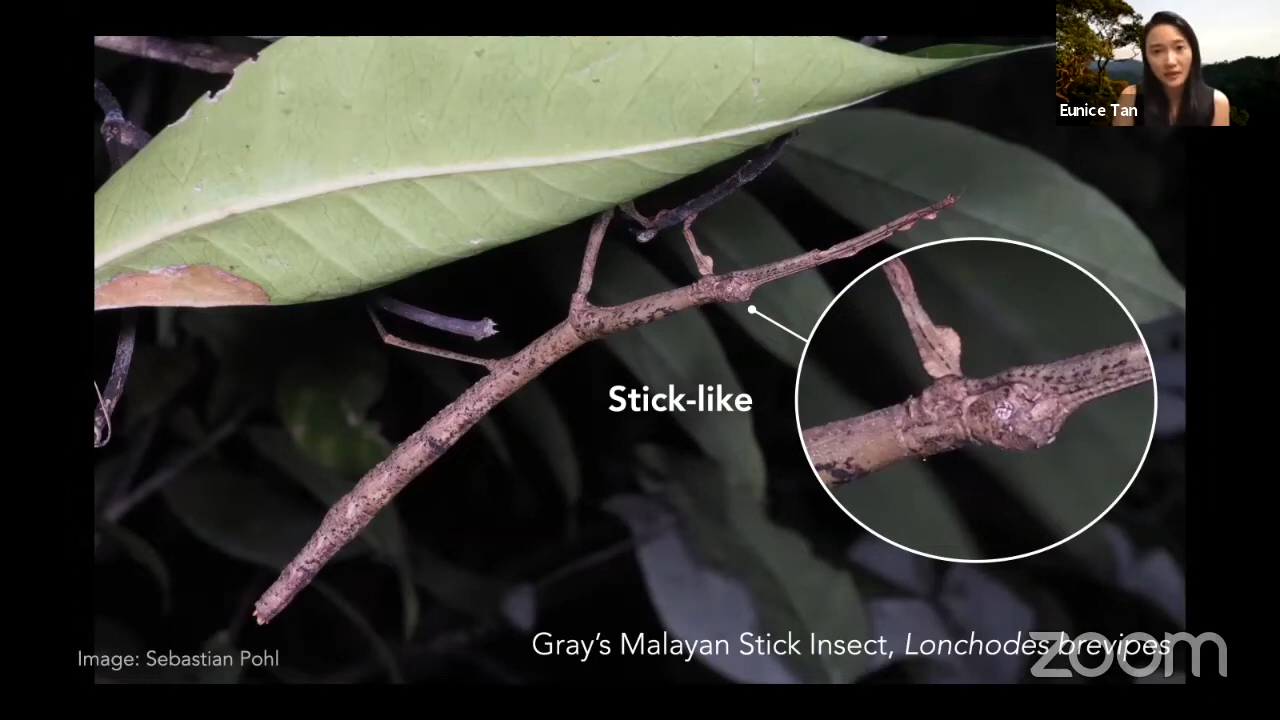 Eunice Tan
Stick-like
Gray's Malayan Stick Insect, Lonchodes brevipes
Image: Sebastian Pohl
zoom